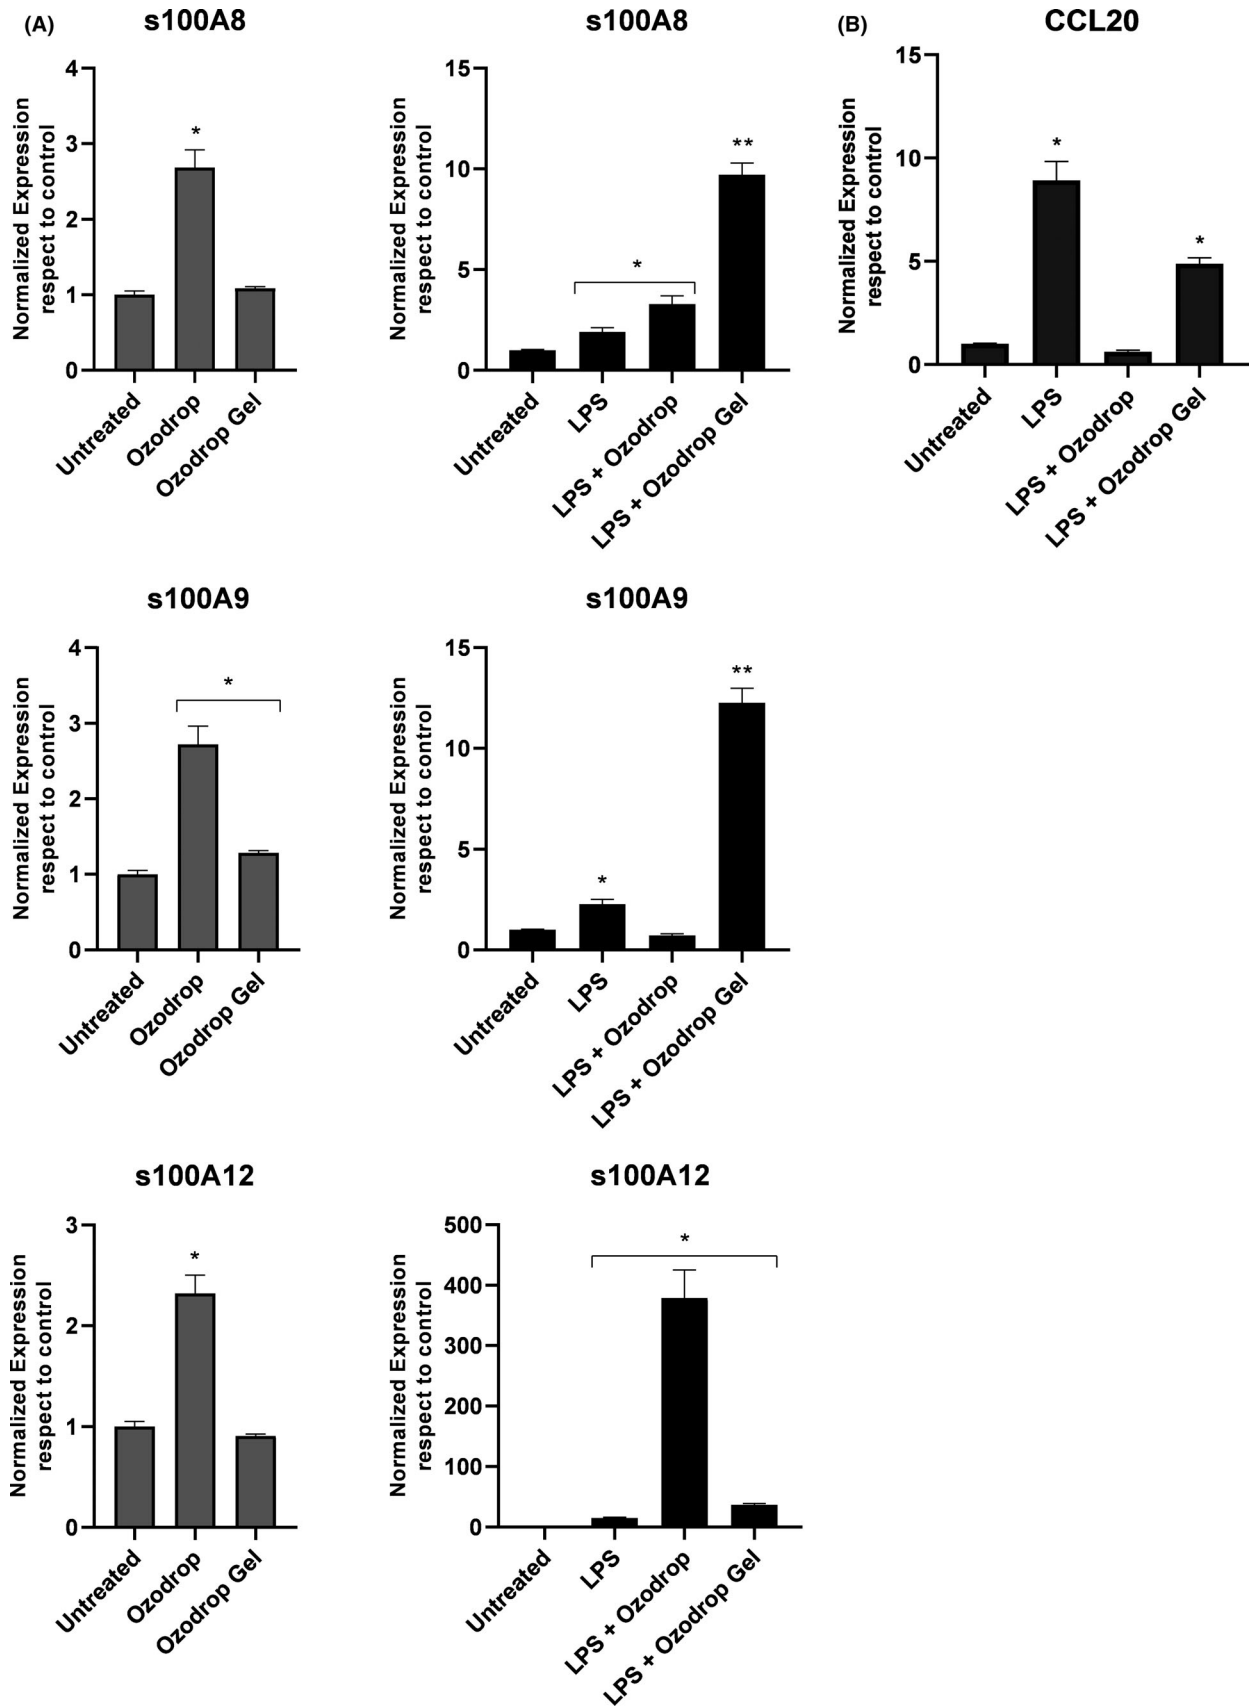 (A)
s100A8
Normalized Expression
respect to control
4
3
2
1
0
*
Untreated
Ozodrop
Ozodrop Gel
s100A8
Normalized Expression
respect to control
15
10
5
0
*
**
Untreated
LPS
LPS + Ozodrop
LPS + Ozodrop Gel
(B)
CCL20
Normalized Expression
respect to control
15
10
5
0
*
*
Untreated
LPS
LPS + Ozodrop
LPS + Ozodrop Gel
s100A9
Normalized Expression
respect to control
4
3
2
1
0
*
Untreated
Ozodrop
Ozodrop Gel
s100A9
Normalized Expression
respect to control
15
10
5
0
*
**
Untreated
LPS
LPS + Ozodrop
LPS + Ozodrop Gel
s100A12
Normalized Expression
respect to control
3
2
1
0
*
Untreated
Ozodrop
Ozodrop Gel
s100A12
Normalized Expression
respect to control
500
400
300
200
100
0
*
Untreated
LPS
LPS + Ozodrop
LPS + Ozodrop Gel